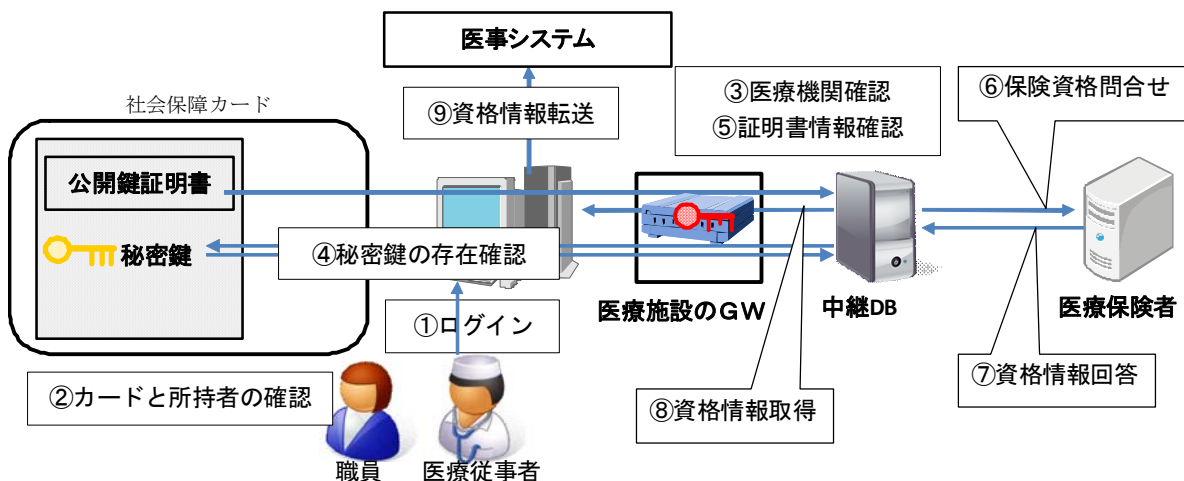 医事システム
社会保障カード
⑨資格情報転送
③医療機関確認
⑤証明書情報確認
⑥保険資格問合せ
公開鍵証明書
秘密鍵
④秘密鍵の存在確認
医療施設のGW
中継DB
医療保険者
①ログイン
②カードと所持者の確認
⑧資格情報取得
⑦資格情報回答
職員
医療従事者